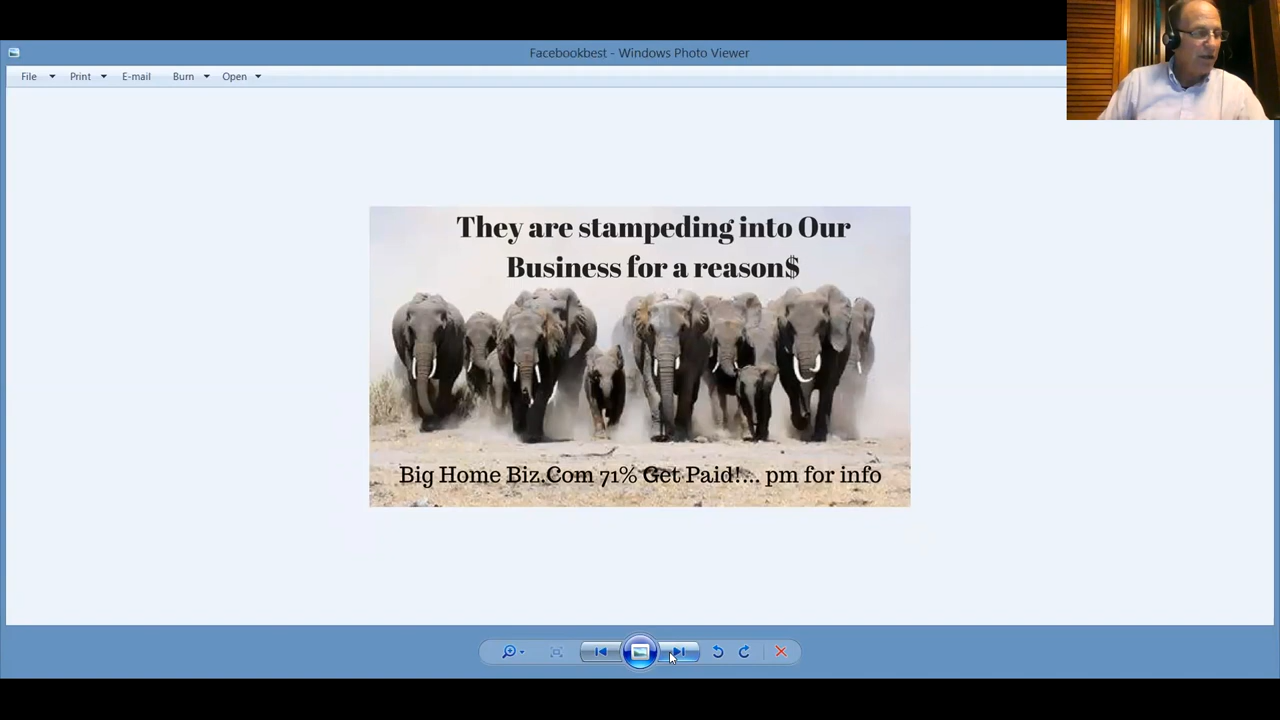 Facebookbest - Windows Photo Viewer
File Print E-mail Burn Open
They are stampeding into Our
Business for a reason$
Big Home Biz.Com 71% Get Paid!... pm for info